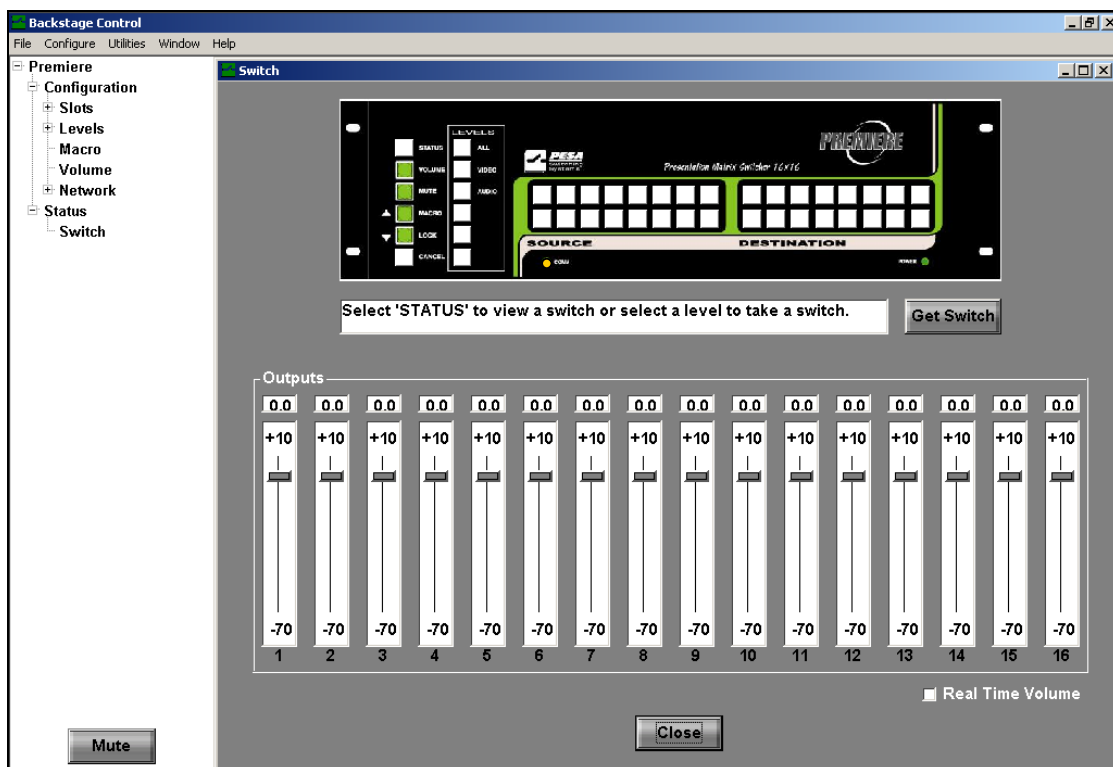 Backstage Control
File Configure Utilities Window Help
Premiere
Configuration
Slots
Levels
Macro
Volume
Network
Status
Switch
Mute
Switch
LEVELS
STATUS ALL
VOLUME VIDEO
MUTE AUDIO
MACRO
LOCK
CANCEL
PESA
PREMIERE
Presentation Matrix Switcher 16x16
SOURCE DESTINATION
COMM POWER
Select 'STATUS' to view a switch or select a level to take a switch.
Get Switch
Outputs
0.0 0.0 0.0 0.0 0.0 0.0 0.0 0.0 0.0 0.0 0.0 0.0 0.0 0.0 0.0 0.0
+10 +10 +10 +10 +10 +10 +10 +10 +10 +10 +10 +10 +10 +10 +10 +10
-70 -70 -70 -70 -70 -70 -70 -70 -70 -70 -70 -70 -70 -70 -70 -70
1 2 3 4 5 6 7 8 9 10 11 12 13 14 15 16
Real Time Volume
Close